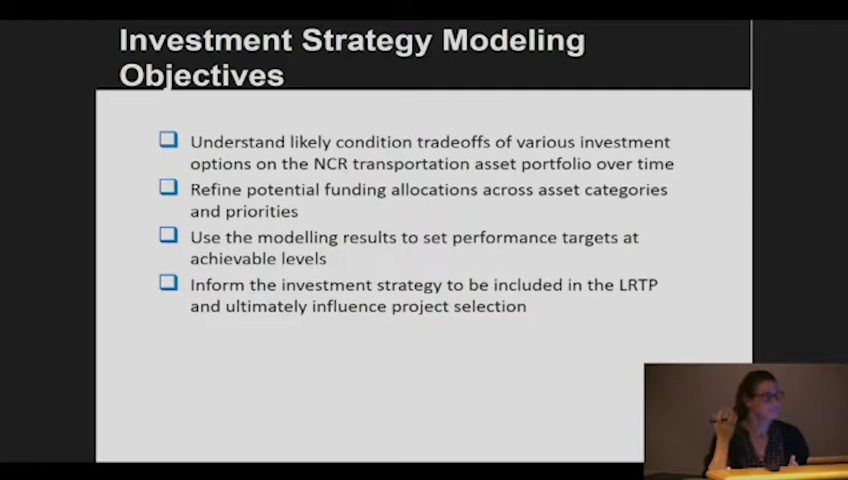 Investment Strategy Modeling
Objectives
Understand likely condition tradeoffs of various investment
options on the NCR transportation asset portfolio over time
Refine potential funding allocations across asset categories
and priorities
Use the modelling results to set performance targets at
achievable levels
Inform the investment strategy to be included in the LRTP
and ultimately influence project selection